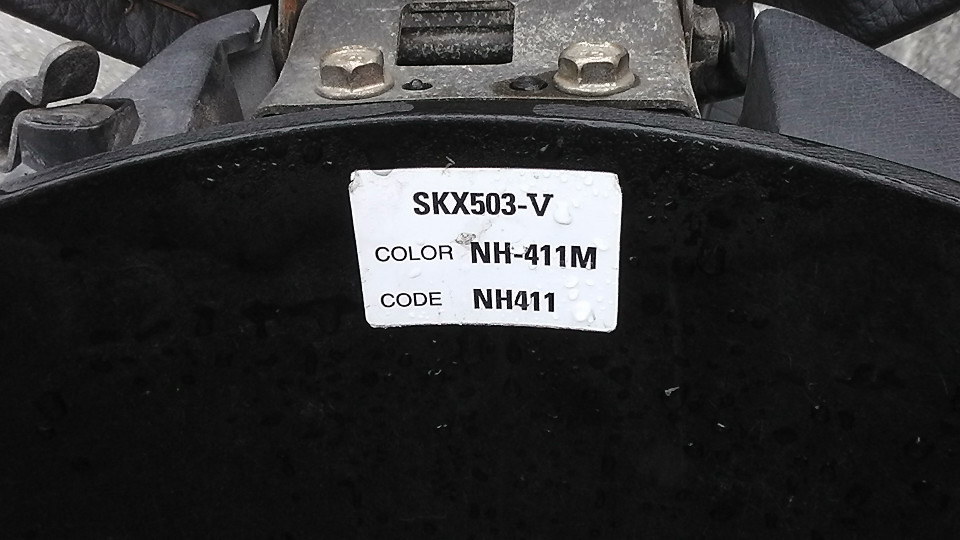 SKX503-V
COLOR NH-411M
CODE NH411